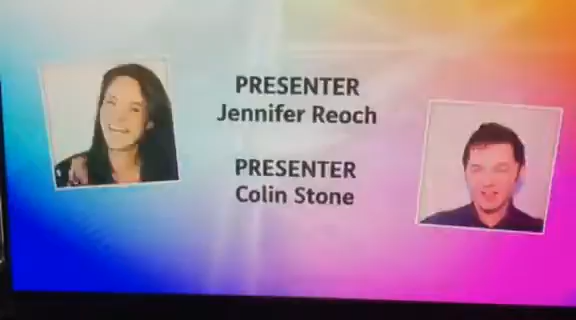 PRESENTER
Jennifer Reoch
PRESENTER
Colin Stone